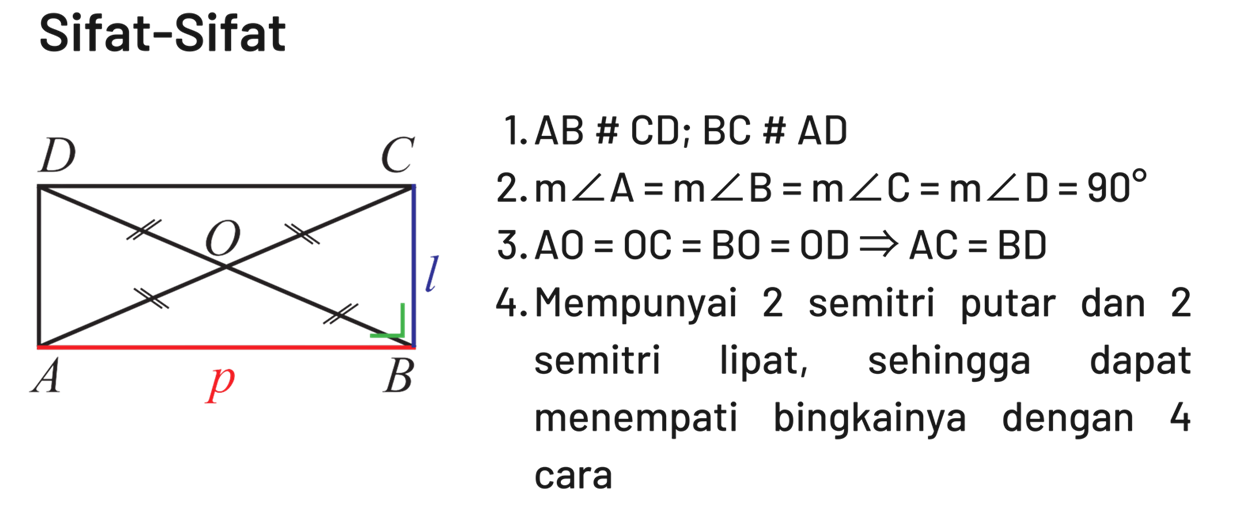 Sifat-Sifat
D
C
O
l
A
p
B
1. AB # CD; BC # AD
2. m∠A = m∠B = m∠C = m∠D = 90°
3. AO = OC = BO = OD ⇒ AC = BD
4. Mempunyai 2 semitri putar dan 2
semitri lipat, sehingga dapat
menempati bingkainya dengan 4
cara